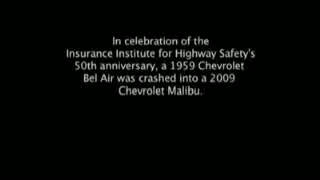 In celebration of the
Insurance Institute for Highway Safety's
50th anniversary, a 1959 Chevrolet
Bel Air was crashed into a 2009
Chevrolet Malibu.